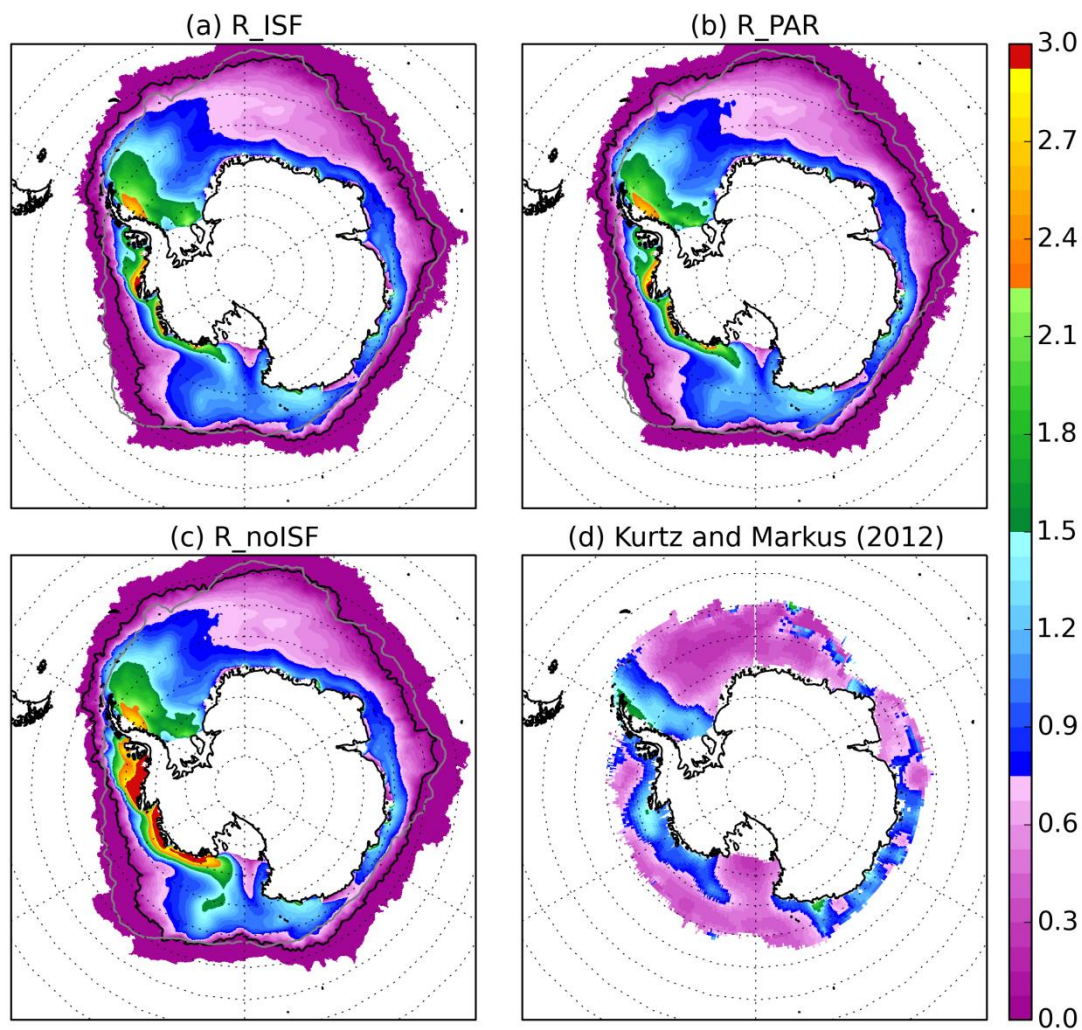 (a) R_ISF
(b) R_PAR
(c) R_noISF
(d) Kurtz and Markus (2012)
3.0
2.7
2.4
2.1
1.8
1.5
1.2
0.9
0.6
0.3
0.0